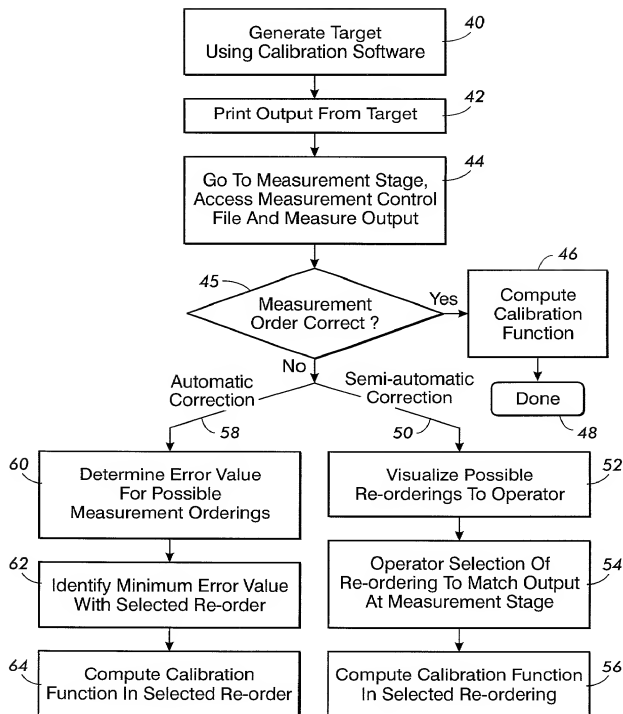 40
Generate Target
Using Calibration Software
42
Print Output From Target
44
Go To Measurement Stage,
Access Measurement Control
File And Measure Output
45
Measurement
Order Correct ?
Yes
46
Compute
Calibration
Function
No
Done
48
Automatic
Correction
58
Semi-automatic
Correction
50
60
Determine Error Value
For Possible
Measurement Orderings
52
Visualize Possible
Re-orderings To Operator
62
Identify Minimum Error Value
With Selected Re-order
54
Operator Selection Of
Re-ordering To Match Output
At Measurement Stage
64
Compute Calibration
Function In Selected Re-order
56
Compute Calibration Function
In Selected Re-ordering